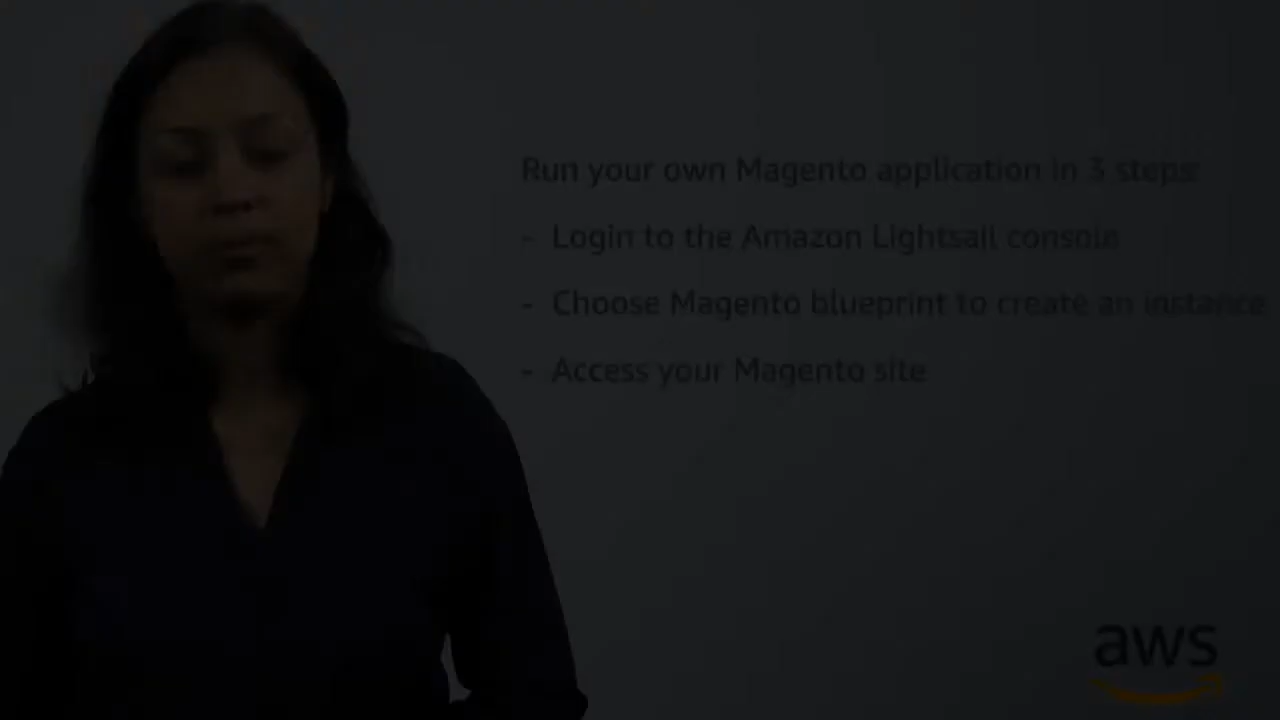 Run your own Magento application in 3 steps:
- Login to the Amazon Lightsail console
- Choose Magento blueprint to create an instance
- Access your Magento site
aws